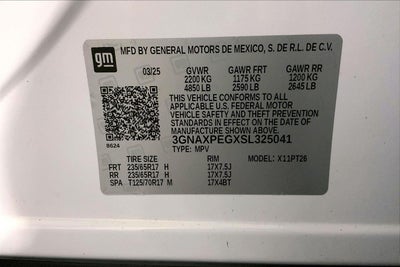 gm MFD BY GENERAL MOTORS DE MEXICO, S. DE R.L. DE C.V.
03/25 GVWR GAWR FRT GAWR RR
2200 KG 1175 KG 1200 KG
4850 LB 2590 LB 2645 LB
THIS VEHICLE CONFORMS TO ALL
APPLICABLE U.S. FEDERAL MOTOR
VEHICLE SAFETY AND THEFT PREVENTION
STANDARDS IN EFFECT ON THE DATE OF
MANUFACTURE SHOWN ABOVE.
3GNAXPEGXSL325041
8624 TYPE: MPV MODEL: X11PT26
TIRE SIZE RIM
FRT 235/65R17 H 17X7.5J
RR 235/65R17 H 17X7.5J
SPA T125/70R17 M 17X4BT